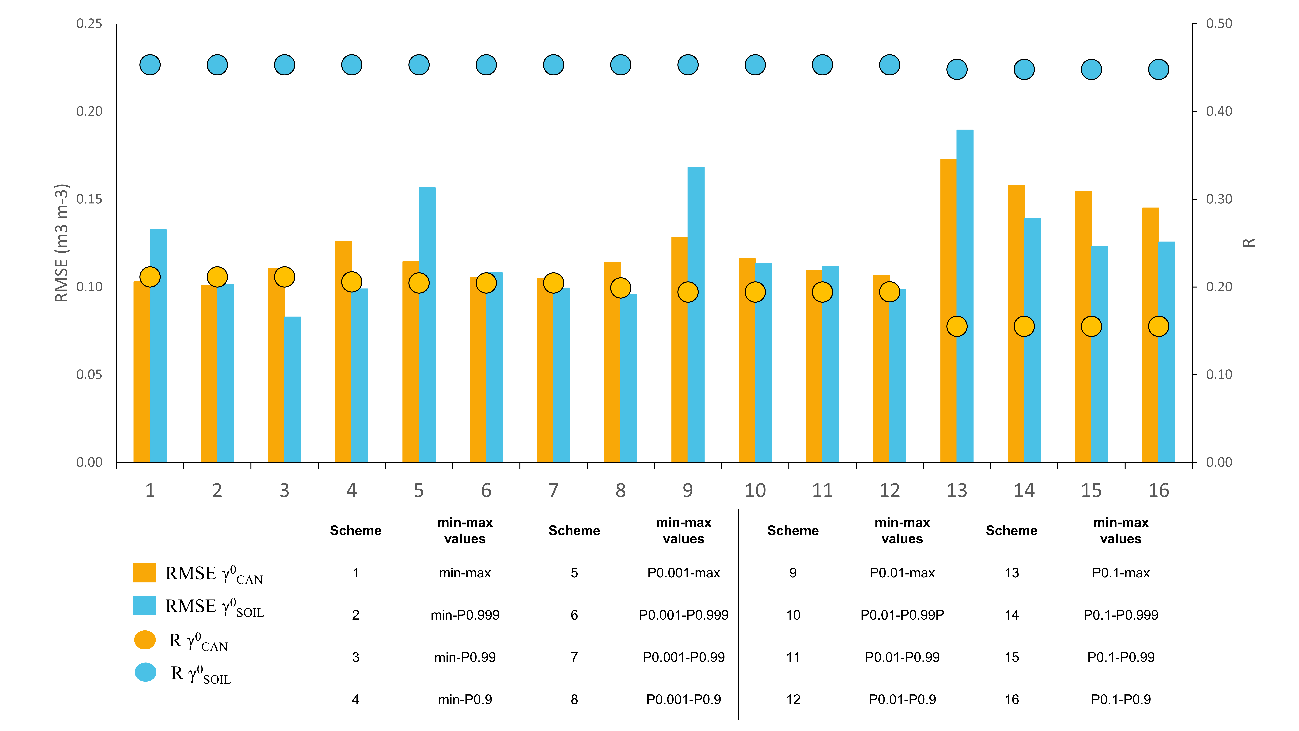 0.25
0.20
0.15
0.10
0.05
0.00
RMSE (m3 m-3)
0.50
0.40
0.30
0.20
0.10
0.00
R
1 2 3 4 5 6 7 8 9 10 11 12 13 14 15 16
RMSE γ⁰CAN
RMSE γ⁰SOIL
R γ⁰CAN
R γ⁰SOIL
Scheme min-max values Scheme min-max values Scheme min-max values Scheme min-max values
1 min-max 5 P0.001-max 9 P0.01-max 13 P0.1-max
2 min-P0.999 6 P0.001-P0.999 10 P0.01-P0.99P 14 P0.1-P0.999
3 min-P0.99 7 P0.001-P0.99 11 P0.01-P0.99 15 P0.1-P0.99
4 min-P0.9 8 P0.001-P0.9 12 P0.01-P0.9 16 P0.1-P0.9